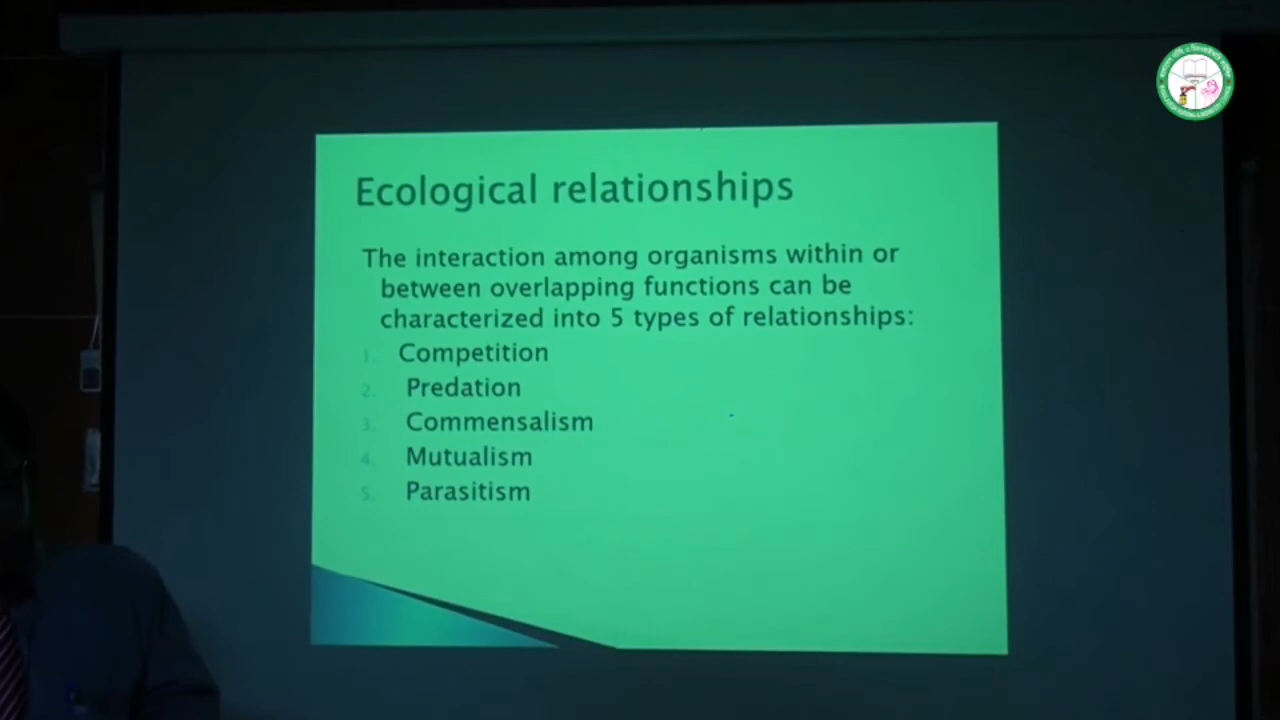 Ecological relationships
The interaction among organisms within or
between overlapping functions can be
characterized into 5 types of relationships:
1. Competition
2. Predation
3. Commensalism
4. Mutualism
5. Parasitism